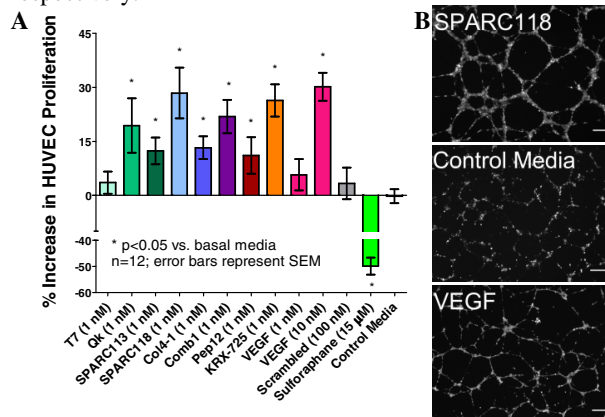 A
B
45
30
15
0
-50
-60
% Increase in HUVEC Proliferation
* * * * * * * * *
* p<0.05 vs. basal media
n=12; error bars represent SEM
*
T7 (1 nM)
Qk (1 nM)
SPARC113 (1 nM)
SPARC118 (1 nM)
Col4-1 (1 nM)
Comb1 (1 nM)
Pep12 (1 nM)
KRX-725 (1 nM)
VEGF (1 nM)
VEGF (10 nM)
Scrambled (100 nM)
Sulforaphane (15 µM)
Control Media
SPARC118
Control Media
VEGF